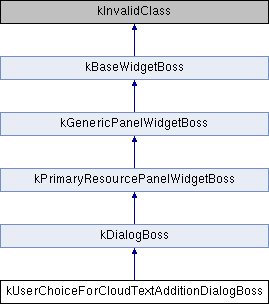 kInvalidClass
kBaseWidgetBoss
kGenericPanelWidgetBoss
kPrimaryResourcePanelWidgetBoss
kDialogBoss
kUserChoiceForCloudTextAdditionDialogBoss